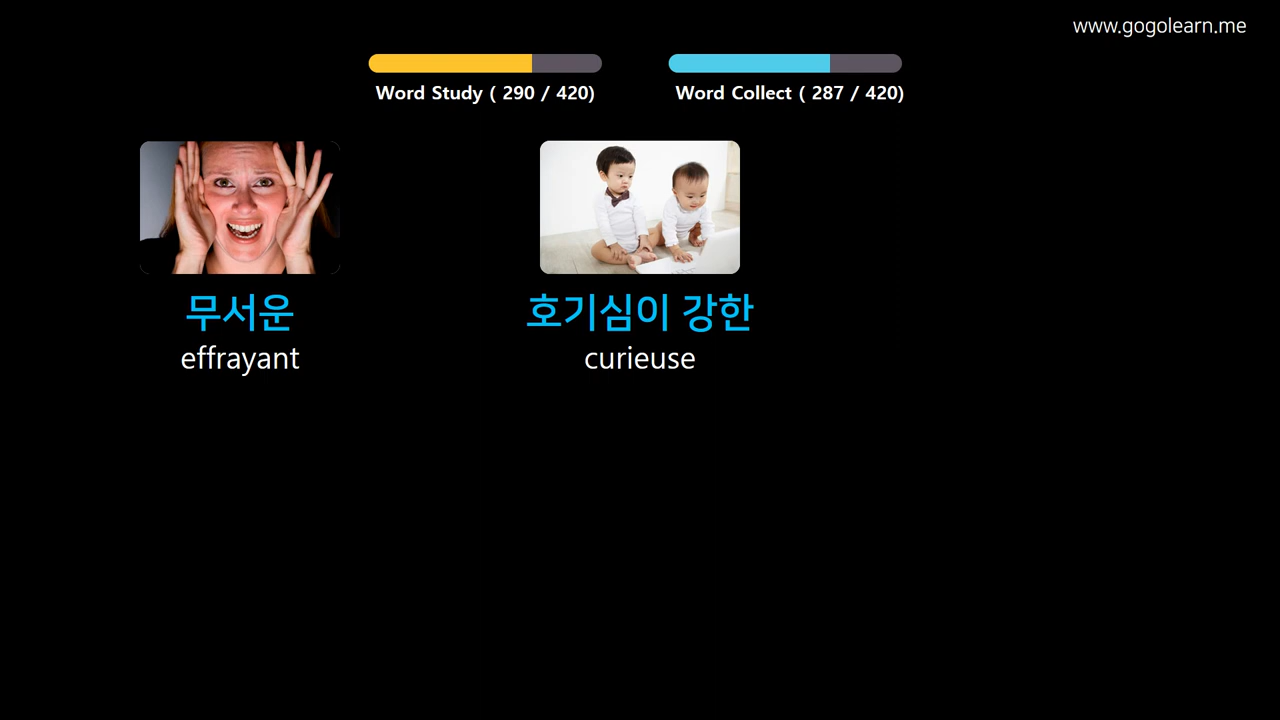 www.gogolearn.me
Word Study ( 290 / 420)
Word Collect ( 287 / 420)
무서운
effrayant
호기심이 강한
curieuse